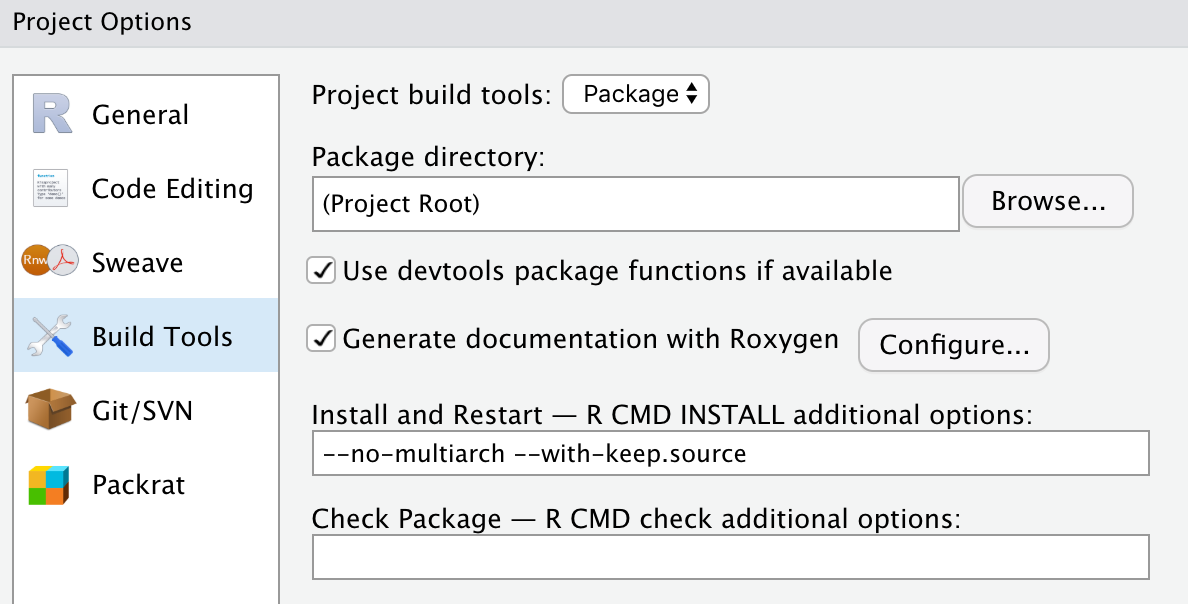 Project Options
General
Code Editing
Rnw
Sweave
Build Tools
Git/SVN
Packrat
Project build tools: Package
Package directory:
(Project Root)
Browse...
Use devtools package functions if available
Generate documentation with Roxygen
Configure...
Install and Restart — R CMD INSTALL additional options:
--no-multiarch --with-keep.source
Check Package — R CMD check additional options: